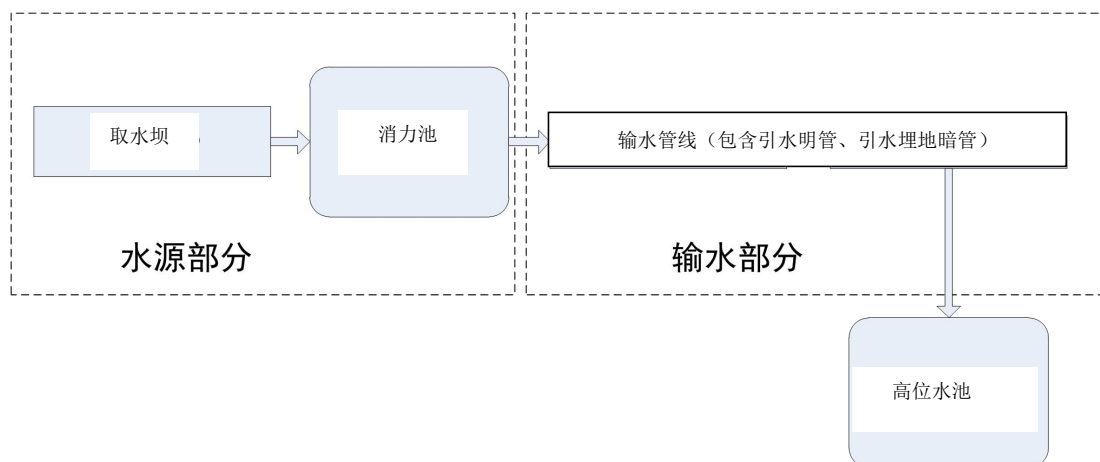 取水坝
消力池
输水管线（包含引水明管、引水埋地暗管）
水源部分
输水部分
高位水池